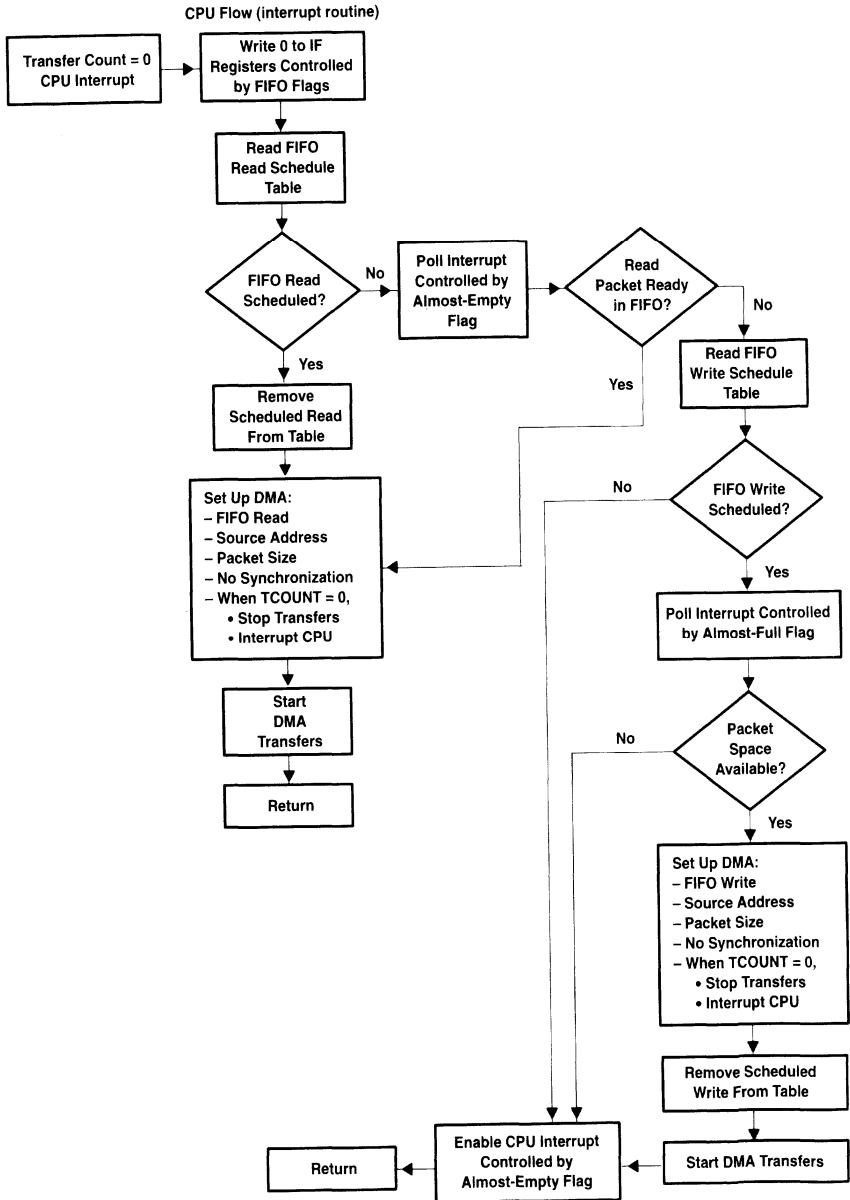 CPU Flow (interrupt routine)
Transfer Count = 0
CPU Interrupt
Write 0 to IF
Registers Controlled
by FIFO Flags
Read FIFO
Read Schedule
Table
FIFO Read
Scheduled?
No
Poll Interrupt
Controlled by
Almost-Empty
Flag
Read
Packet Ready
in FIFO?
No
Yes
Yes
Remove
Scheduled Read
From Table
Read FIFO
Write Schedule
Table
Set Up DMA:
– FIFO Read
– Source Address
– Packet Size
– No Synchronization
– When TCOUNT = 0,
• Stop Transfers
• Interrupt CPU
FIFO Write
Scheduled?
No
Yes
Poll Interrupt Controlled
by Almost-Full Flag
Start
DMA
Transfers
Return
Packet
Space
Available?
No
Yes
Set Up DMA:
– FIFO Write
– Source Address
– Packet Size
– No Synchronization
– When TCOUNT = 0,
• Stop Transfers
• Interrupt CPU
Remove Scheduled
Write From Table
Start DMA Transfers
Enable CPU Interrupt
Controlled by
Almost-Empty Flag
Return